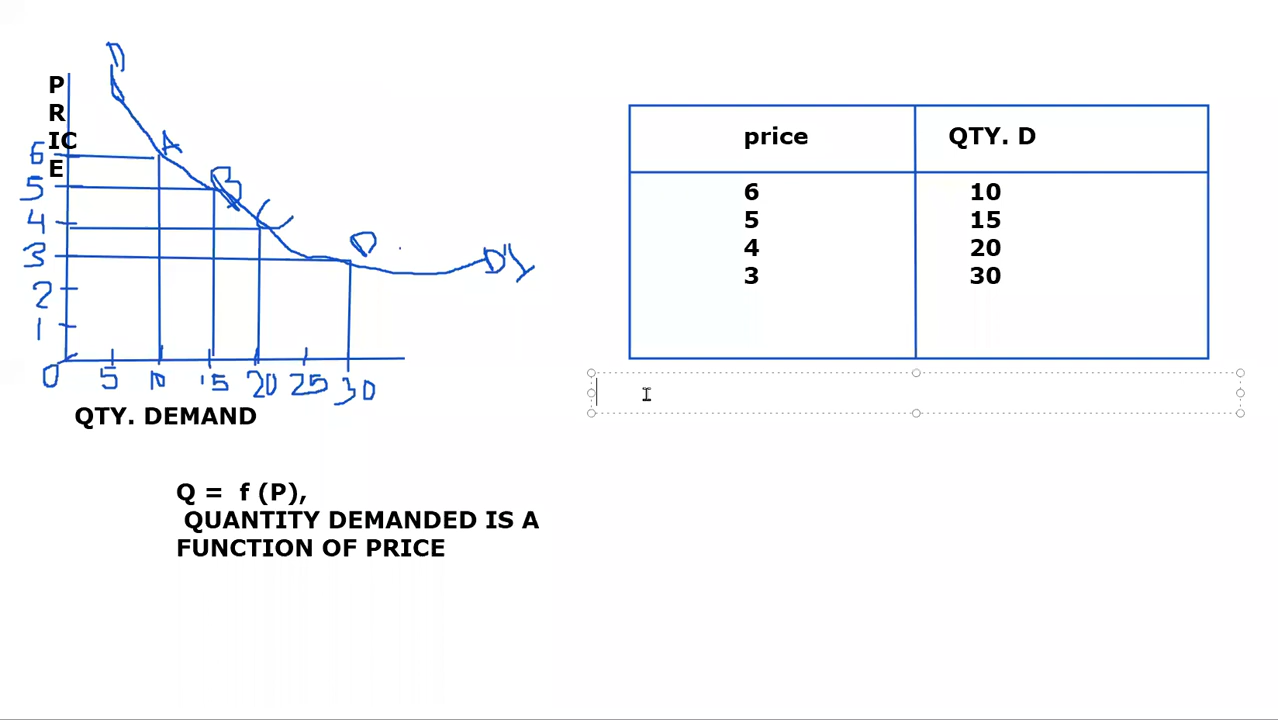 D
P
R
IC
E
A
B
C
D
D"
6
5
4
3
2
1
0 5 10 15 20 25 30
QTY. DEMAND
price QTY. D
6 10
5 15
4 20
3 30
Q = f (P),
QUANTITY DEMANDED IS A
FUNCTION OF PRICE